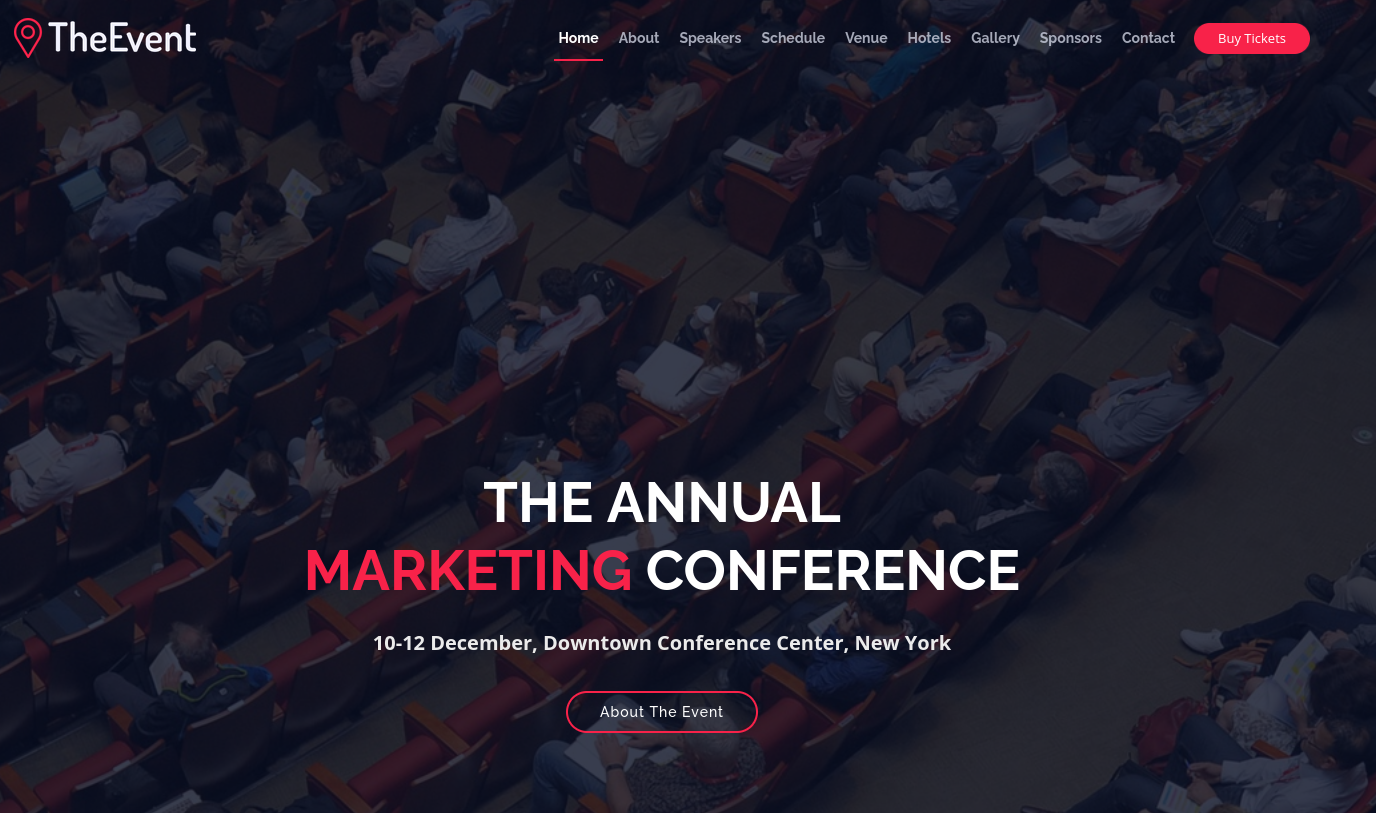 TheEvent
Home About Speakers Schedule Venue Hotels Gallery Sponsors Contact Buy Tickets
THE ANNUAL
MARKETING CONFERENCE
10-12 December, Downtown Conference Center, New York
About The Event